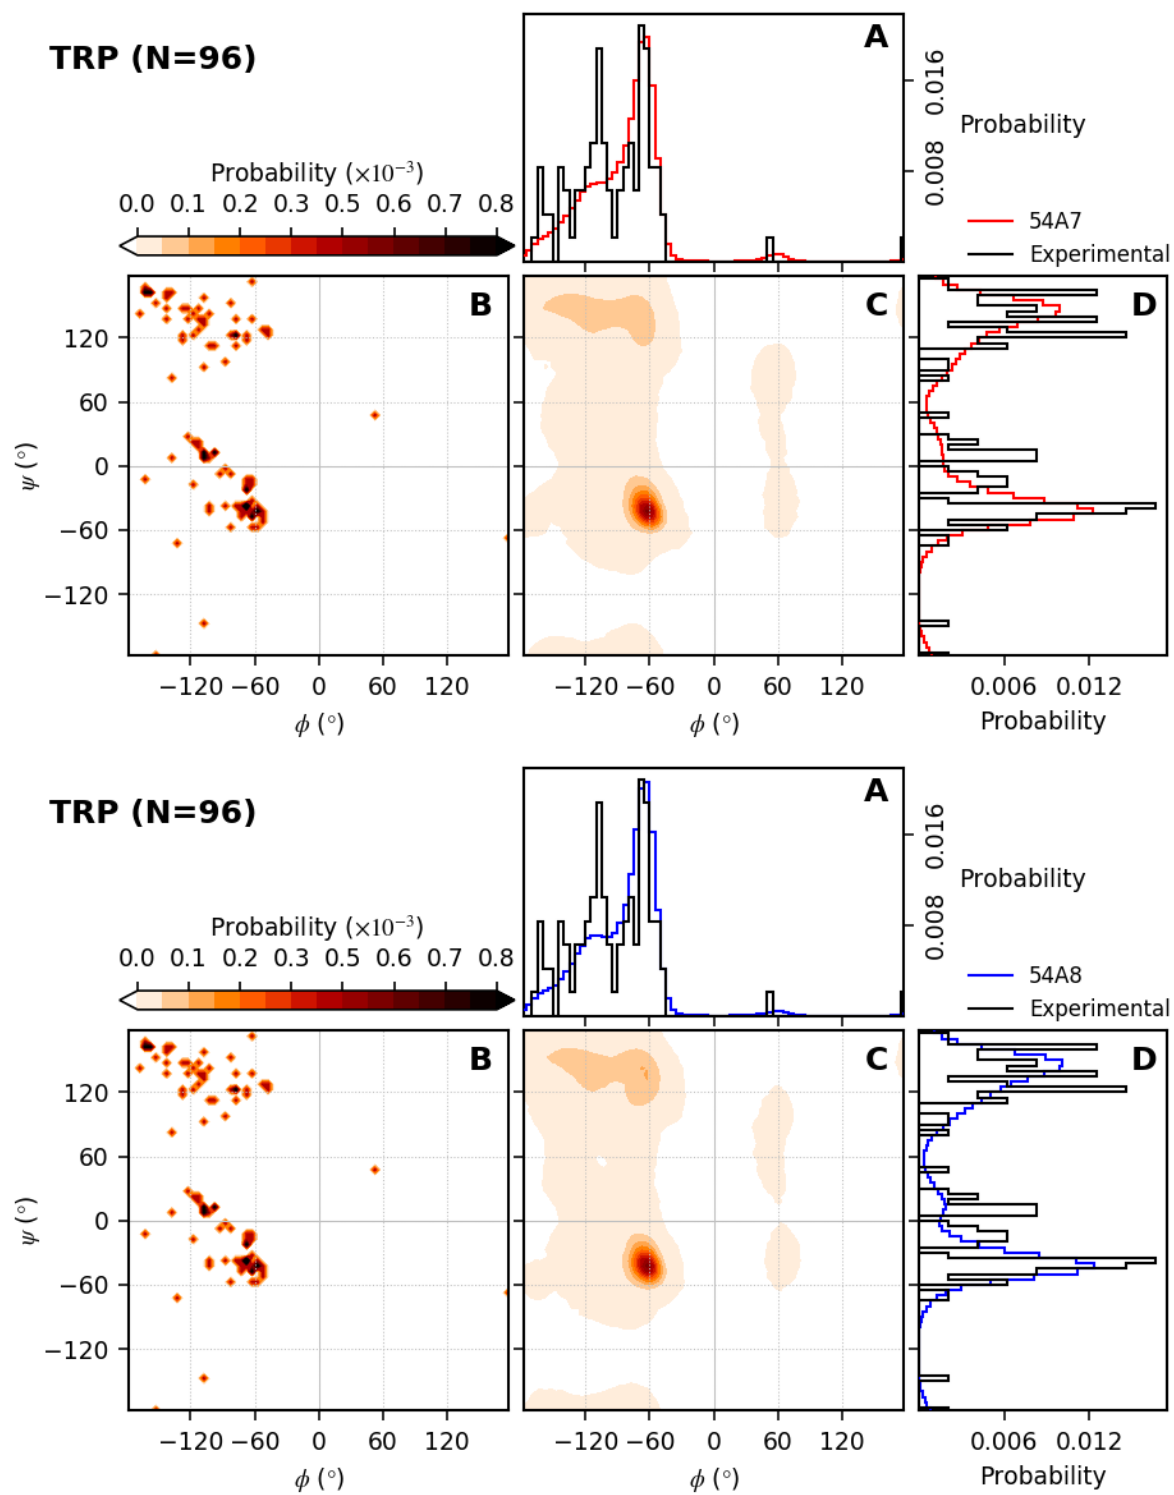 TRP (N=96)
A
0.016
0.008
Probability
Probability (×10⁻³)
0.0 0.1 0.2 0.3 0.4 0.5 0.6 0.7 0.8
54A7
Experimental
B
C
D
120
60
0
−60
−120
ψ (°)
−120 −60 0 60 120
−120 −60 0 60 120
0.006 0.012
ϕ (°)
ϕ (°)
Probability
TRP (N=96)
A
0.016
0.008
Probability
Probability (×10⁻³)
0.0 0.1 0.2 0.3 0.4 0.5 0.6 0.7 0.8
54A8
Experimental
B
C
D
120
60
0
−60
−120
ψ (°)
−120 −60 0 60 120
−120 −60 0 60 120
0.006 0.012
ϕ (°)
ϕ (°)
Probability